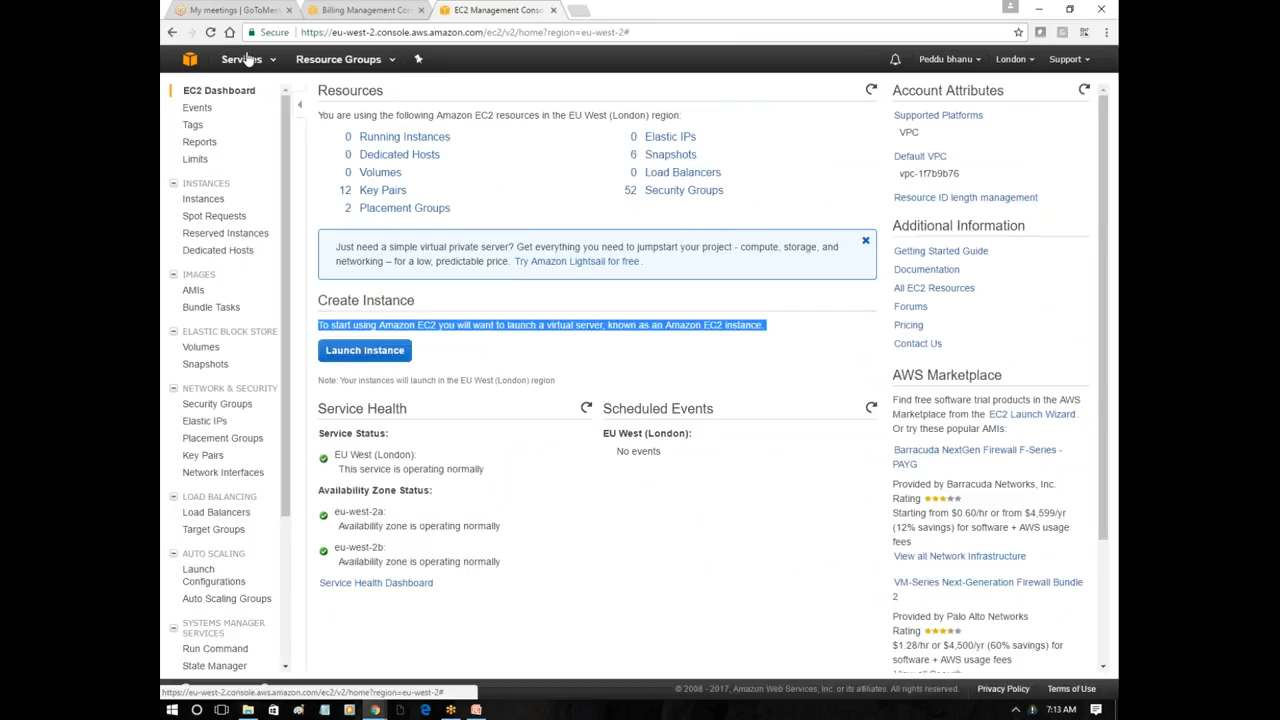 My meetings | GoToMee
Billing Management Con
EC2 Management Conso
Secure
https://eu-west-2.console.aws.amazon.com/ec2/v2/home?region=eu-west-2#
Services
Resource Groups
Peddu bhanu
London
Support
EC2 Dashboard
Events
Tags
Reports
Limits
INSTANCES
Instances
Spot Requests
Reserved Instances
Dedicated Hosts
IMAGES
AMIs
Bundle Tasks
ELASTIC BLOCK STORE
Volumes
Snapshots
NETWORK & SECURITY
Security Groups
Elastic IPs
Placement Groups
Key Pairs
Network Interfaces
LOAD BALANCING
Load Balancers
Target Groups
AUTO SCALING
Launch
Configurations
Auto Scaling Groups
SYSTEMS MANAGER
SERVICES
Run Command
State Manager
Resources
You are using the following Amazon EC2 resources in the EU West (London) region:
0 Running Instances
0 Elastic IPs
0 Dedicated Hosts
6 Snapshots
0 Volumes
0 Load Balancers
12 Key Pairs
52 Security Groups
2 Placement Groups
Just need a simple virtual private server? Get everything you need to jumpstart your project - compute, storage, and
networking – for a low, predictable price. Try Amazon Lightsail for free.
Create Instance
To start using Amazon EC2 you will want to launch a virtual server, known as an Amazon EC2 instance.
Launch Instance
Note: Your instances will launch in the EU West (London) region
Service Health
Service Status:
EU West (London):
This service is operating normally
Availability Zone Status:
eu-west-2a:
Availability zone is operating normally
eu-west-2b:
Availability zone is operating normally
Service Health Dashboard
Scheduled Events
EU West (London):
No events
Account Attributes
Supported Platforms
VPC
Default VPC
vpc-1f7b9b76
Resource ID length management
Additional Information
Getting Started Guide
Documentation
All EC2 Resources
Forums
Pricing
Contact Us
AWS Marketplace
Find free software trial products in the AWS
Marketplace from the EC2 Launch Wizard.
Or try these popular AMIs:
Barracuda NextGen Firewall F-Series -
PAYG
Provided by Barracuda Networks, Inc.
Rating
Starting from $0.60/hr or from $4,599/yr
(12% savings) for software + AWS usage
fees
View all Network Infrastructure
VM-Series Next-Generation Firewall Bundle
2
Provided by Palo Alto Networks
Rating
$1.28/hr or $4,500/yr (60% savings) for
software + AWS usage fees
https://eu-west-2.console.aws.amazon.com/ec2/v2/home?region=eu-west-2#
© 2008 - 2017, Amazon Web Services, Inc. or its affiliates. All rights reserved.
Privacy Policy
Terms of Use
7:13 AM